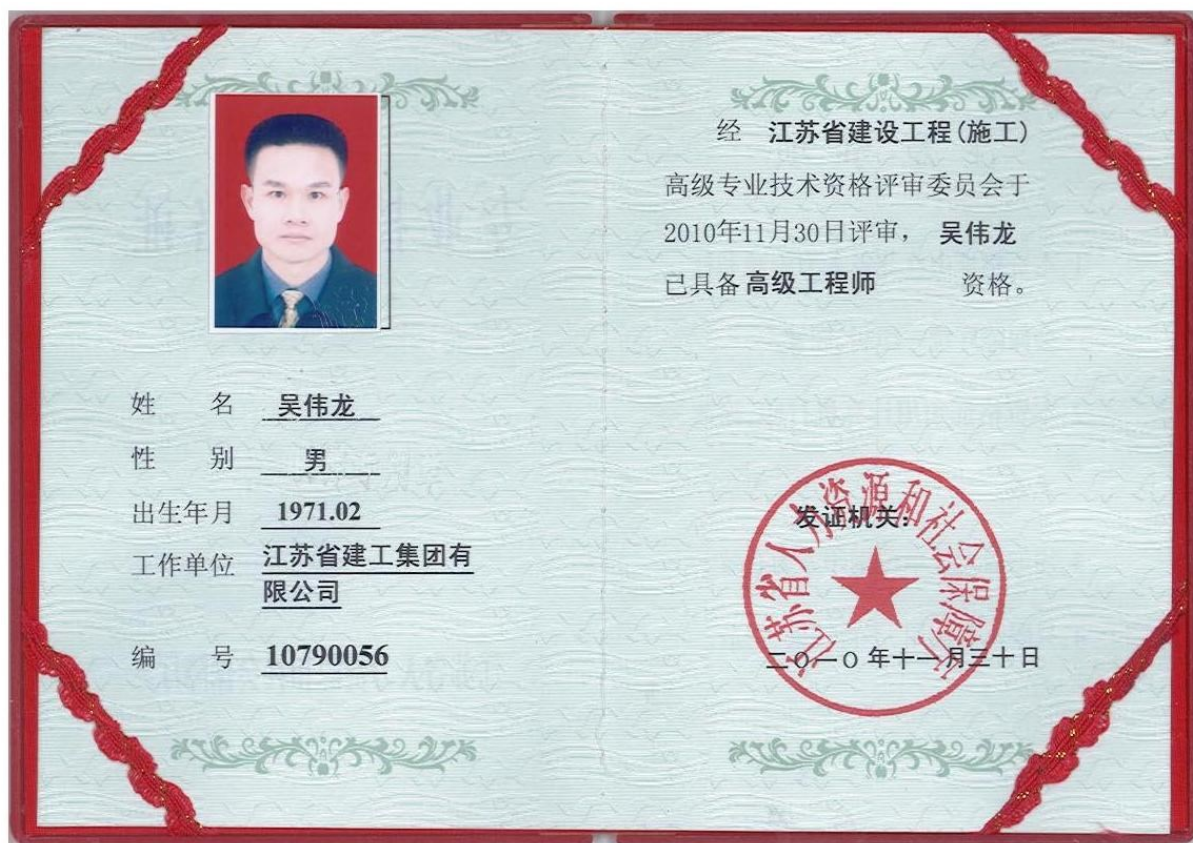 姓 名 吴伟龙
性 别 男
出生年月 1971.02
工作单位 江苏省建工集团有
限公司
编 号 10790056
经 江苏省建设工程(施工)
高级专业技术资格评审委员会于
2010年11月30日评审， 吴伟龙
已具备 高级工程师 资格。
江苏省人力资源和社会保障厅
发证机关：
二〇一〇年十一月三十日